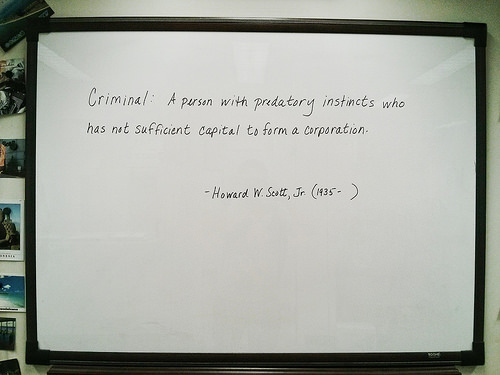 Criminal: A person with predatory instincts who
has not sufficient capital to form a corporation.
- Howard W. Scott, Jr. (1935 -   )